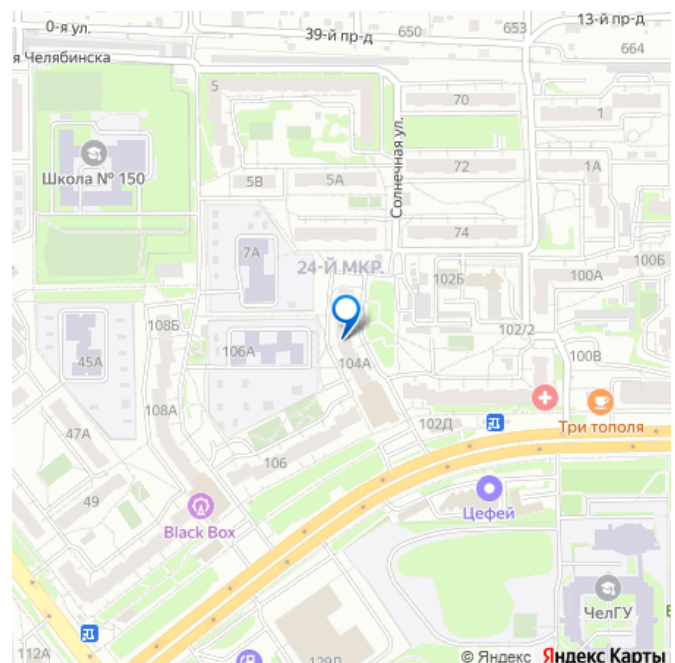 0-я ул.
39-й пр-д
650
653
13-й пр-д
664
я Челябинска
5
70
1
Школа № 150
5В
5А
Солнечная ул.
72
1А
7А
74
24-Й МКР.
102Б
100А
100Б
108Б
106А
104А
102/2
100В
45А
108А
47А
102Д
Три тополя
106
49
Black Box
Цефей
ЧелГУ
112А
129Д
© Яндекс Яндекс Карты